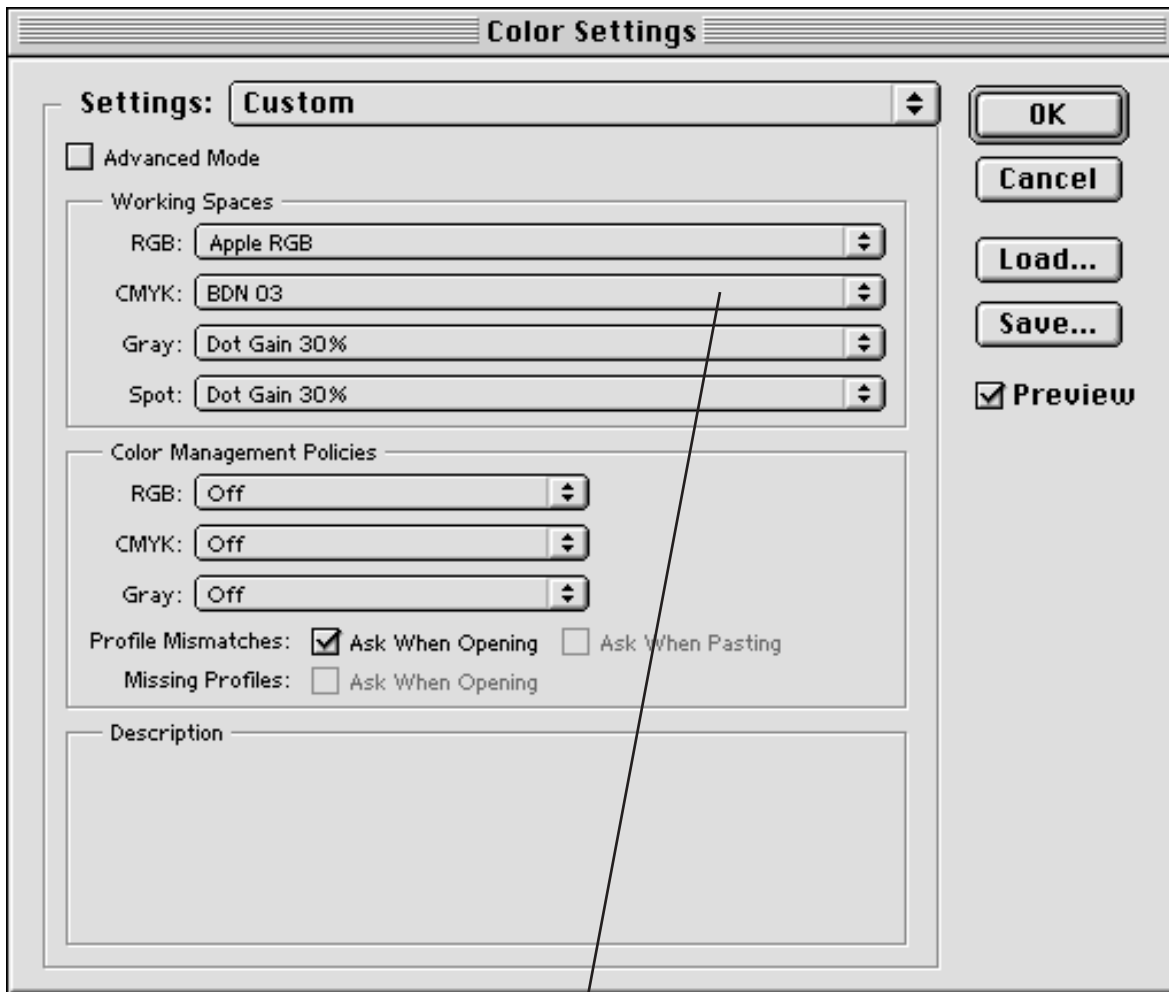 Color Settings
Settings: Custom
OK
Advanced Mode
Cancel
Working Spaces
RGB: Apple RGB
Load...
CMYK: BDN 03
Save...
Gray: Dot Gain 30%
Spot: Dot Gain 30%
Preview
Color Management Policies
RGB: Off
CMYK: Off
Gray: Off
Profile Mismatches: Ask When Opening Ask When Pasting
Missing Profiles: Ask When Opening
Description